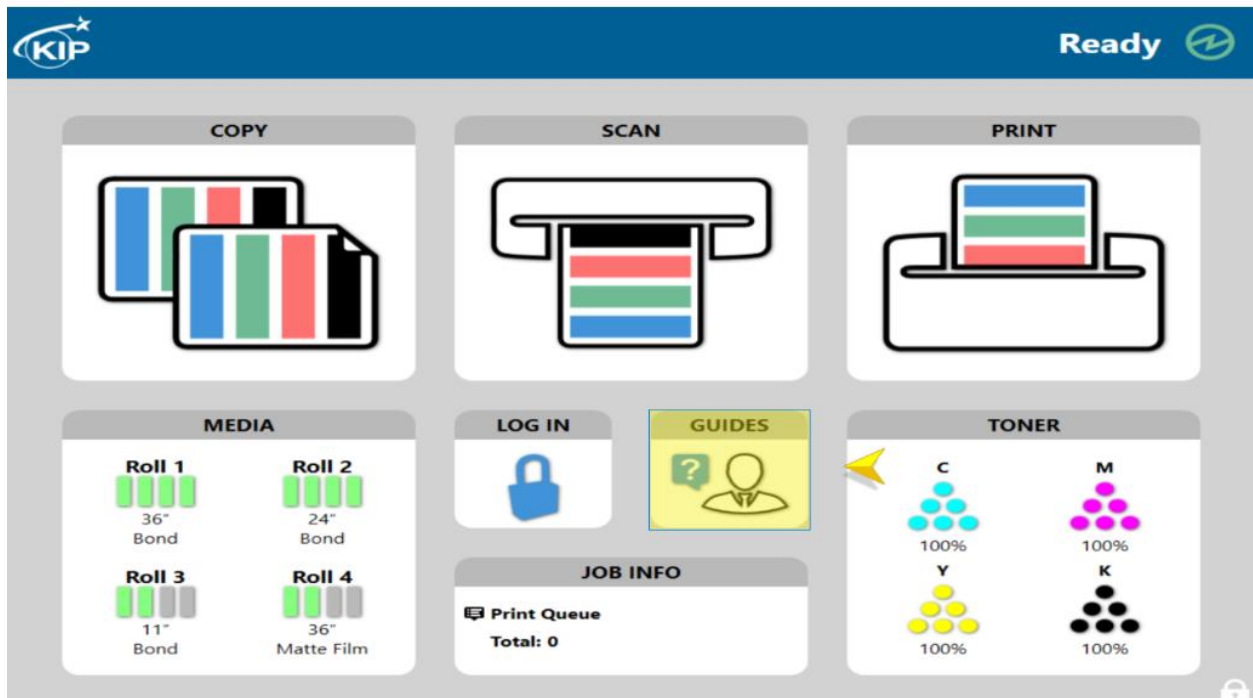 KIP
Ready
COPY
SCAN
PRINT
MEDIA
Roll 1
36"
Bond
Roll 2
24"
Bond
Roll 3
11"
Bond
Roll 4
36"
Matte Film
LOG IN
GUIDES
?
JOB INFO
Print Queue
Total: 0
TONER
C
100%
M
100%
Y
100%
K
100%